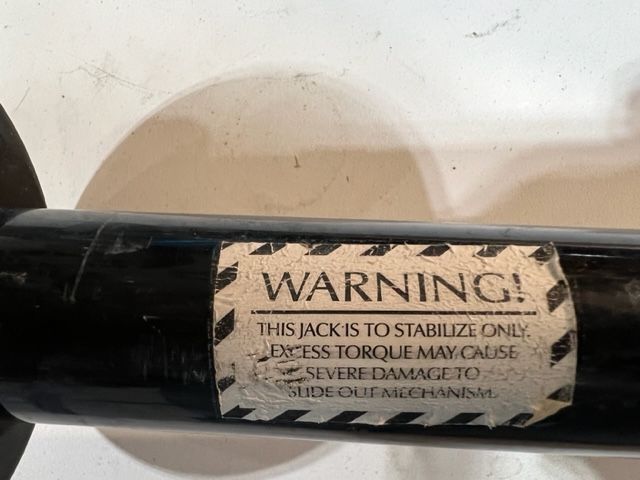 WARNING!
THIS JACK IS TO STABILIZE ONLY.
EXCESS TORQUE MAY CAUSE
SEVERE DAMAGE TO
SLIDE OUT MECHANISM.